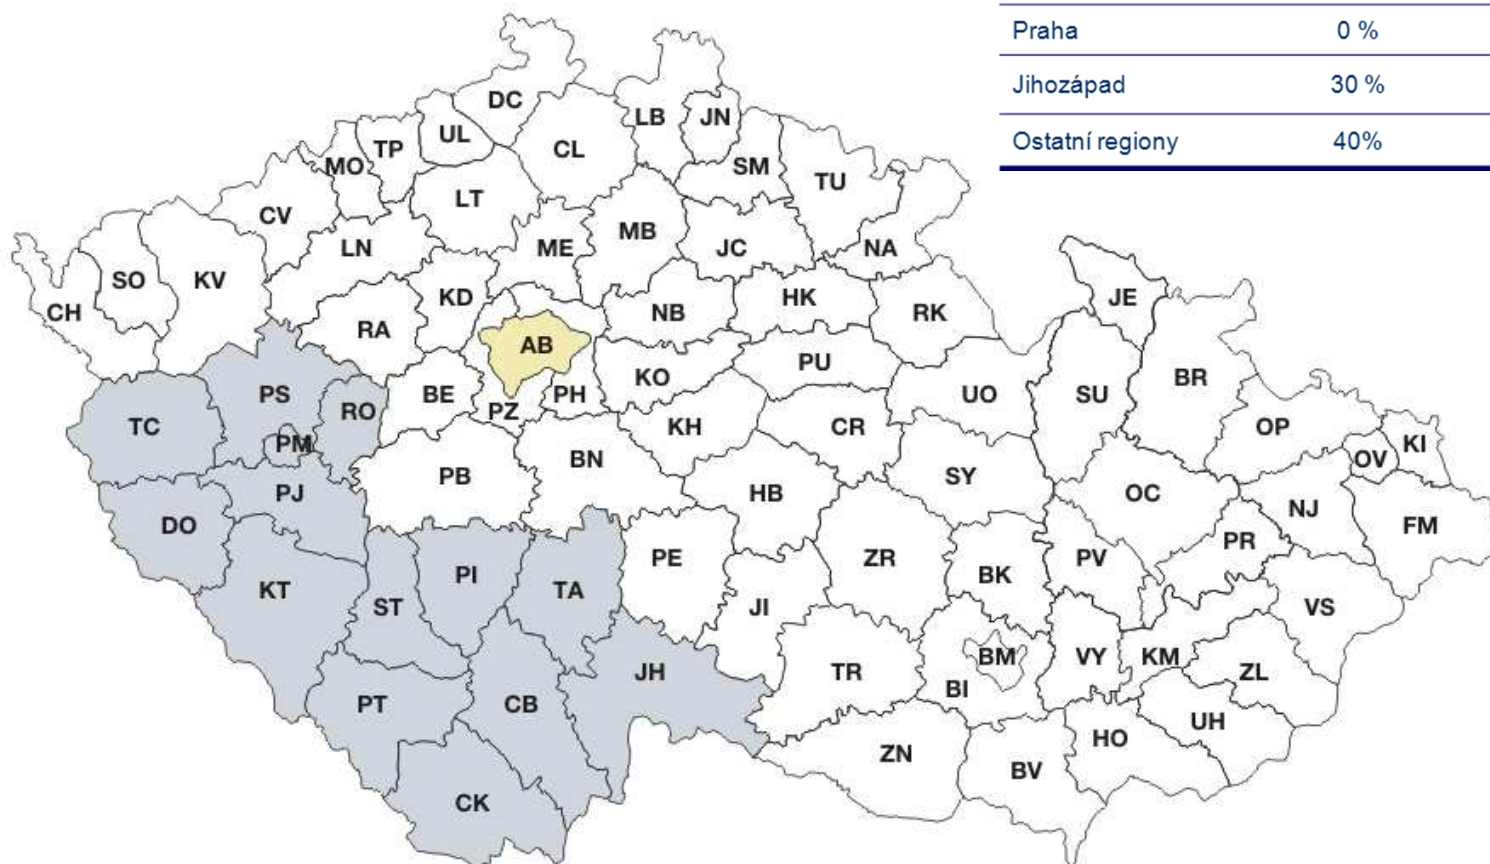 Praha 0 %
Jihozápad 30 %
Ostatní regiony 40%
DC
LB
JN
UL
TP
CL
MO
SM
TU
LT
CV
ME
MB
JC
LN
NA
SO
KV
KD
NB
HK
JE
CH
RA
AB
RK
PU
KO
BR
PS
BE
PH
UO
SU
RO
PZ
TC
KH
CR
OP
PM
KI
BN
OV
PB
SY
PJ
HB
OC
NJ
DO
FM
PR
PE
ZR
PV
PI
BK
KT
TA
ST
JI
VS
BM
VY
KM
JH
TR
ZL
BI
PT
CB
UH
HO
ZN
BV
CK